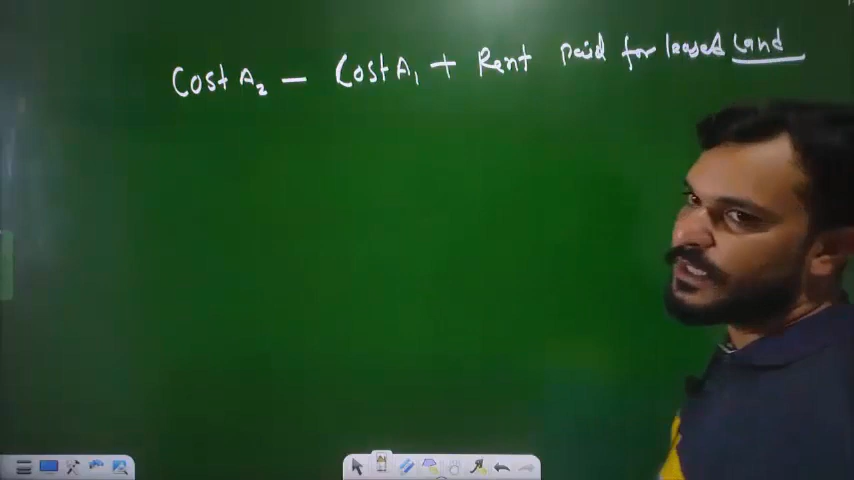 Cost A₂ — Cost A₁ + Rent paid for leased Land